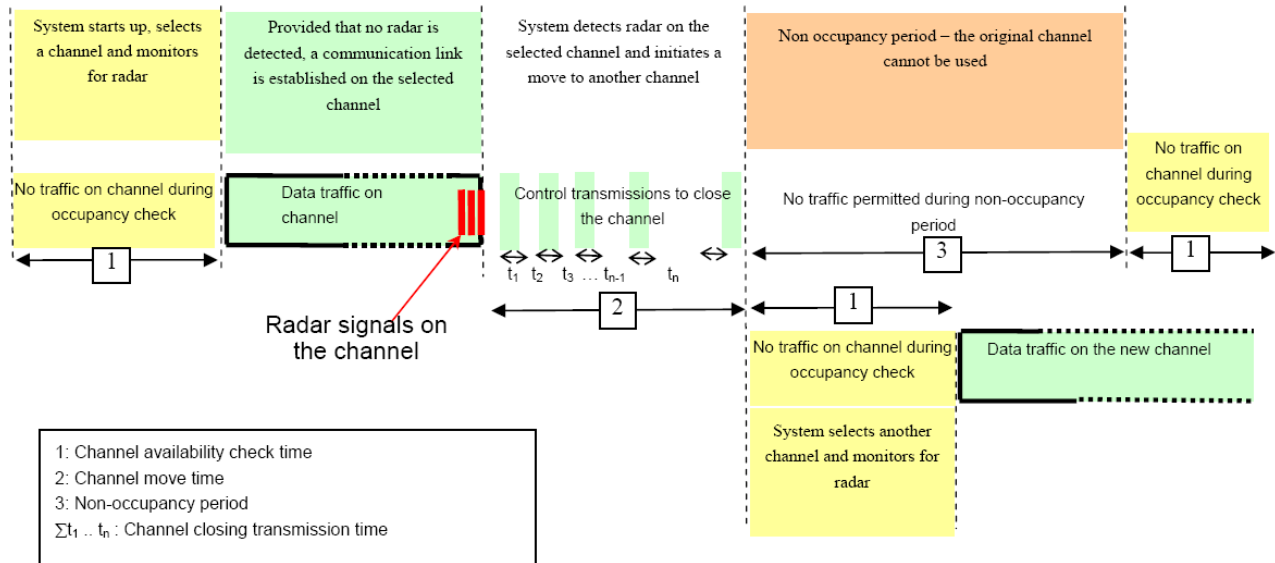 System starts up, selects
a channel and monitors
for radar
Provided that no radar is
detected, a communication link
is established on the selected
channel
System detects radar on the
selected channel and initiates a
move to another channel
Non occupancy period – the original channel
cannot be used
No traffic on channel during
occupancy check
Data traffic on
channel
Control transmissions to close
the channel
No traffic permitted during non-occupancy
period
No traffic on
channel during
occupancy check
1
t1 t2 t3 … tn-1 tn
2
3
1
Radar signals on
the channel
1
No traffic on channel during
occupancy check
Data traffic on the new channel
System selects another
channel and monitors for
radar
1: Channel availability check time
2: Channel move time
3: Non-occupancy period
∑t1 .. tn : Channel closing transmission time